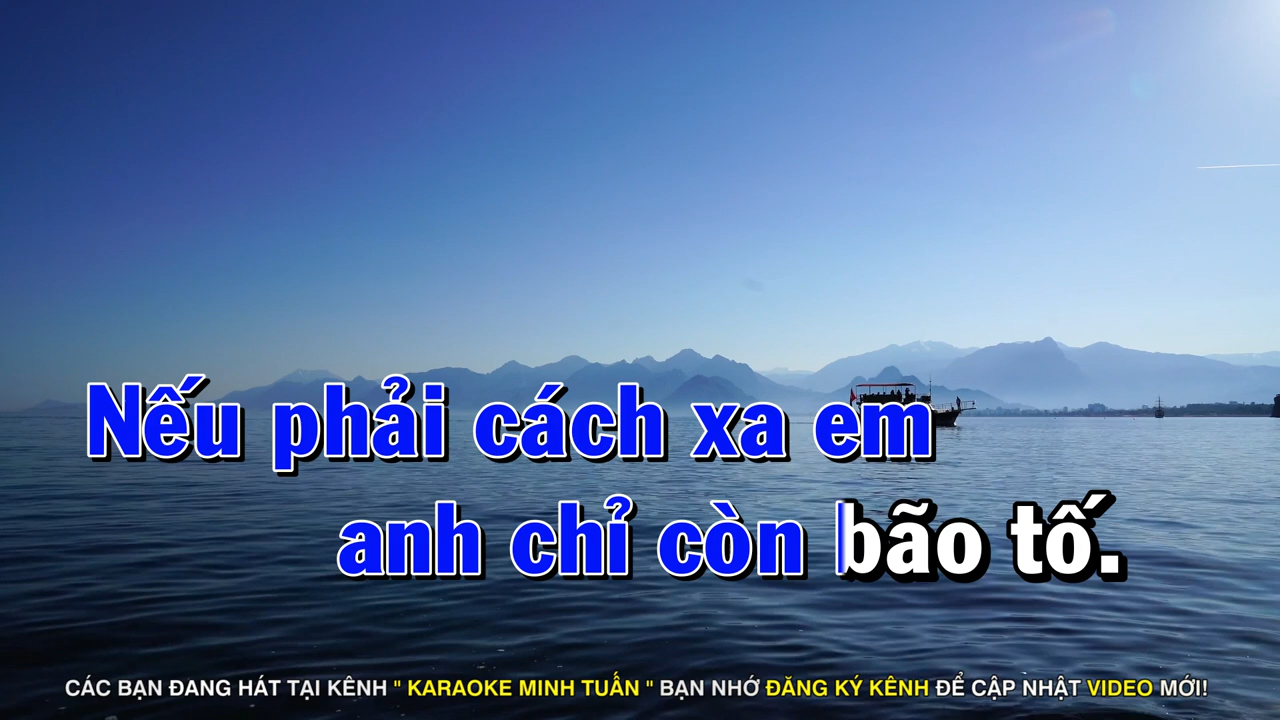 Nếu phải cách xa em
anh chỉ còn bão tố.
CÁC BẠN ĐANG HÁT TẠI KÊNH " KARAOKE MINH TUẤN " BẠN NHỚ ĐĂNG KÝ KÊNH ĐỂ CẬP NHẬT VIDEO MỚI!